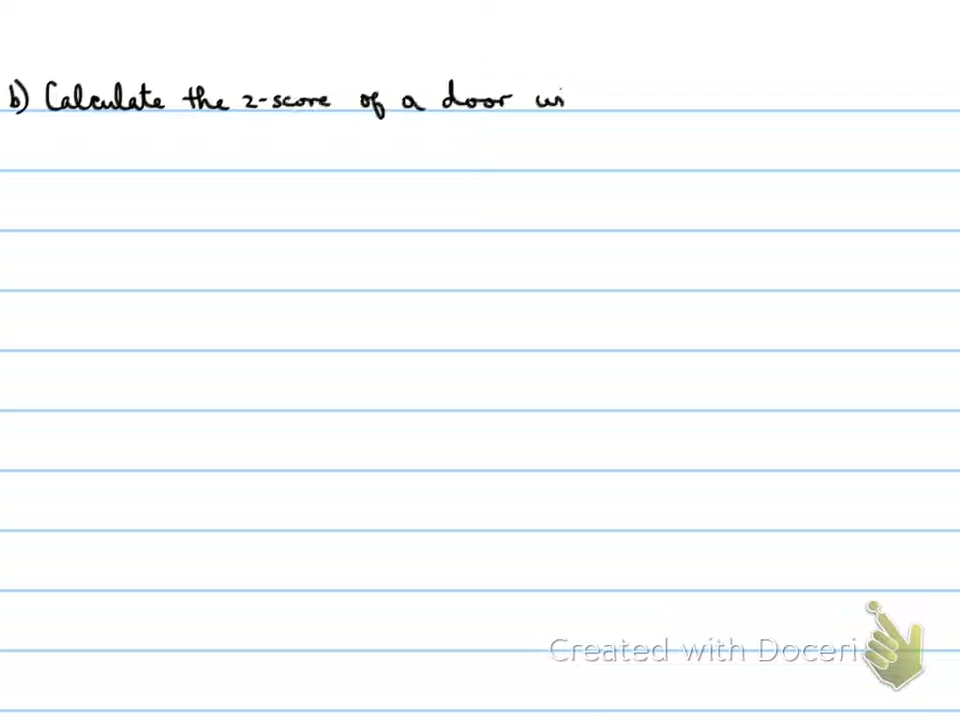 b) Calculate the z-score of a door wi
Created with Doceri